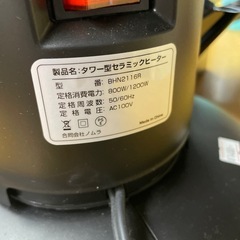 製品名：タワー型セラミックヒーター
型　　　　番：BHN2116R
定格消費電力：800W/1200W
定格周波数：50/60Hz
定格電圧：AC100V
合同会社ノムラ
Made in China